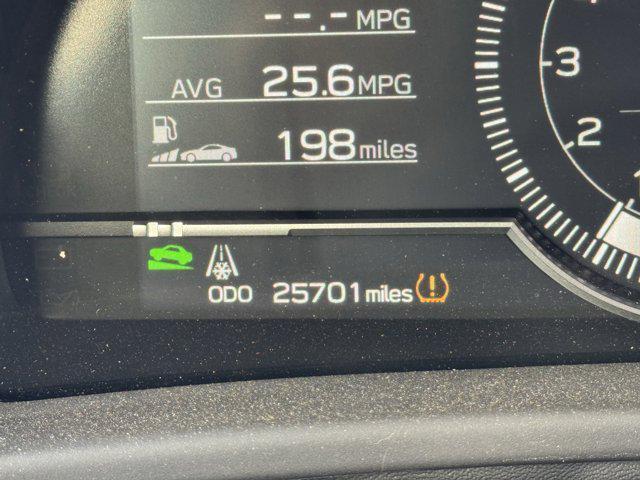 --.- MPG
AVG 25.6 MPG
198 miles
3
2
ODO 25701 miles